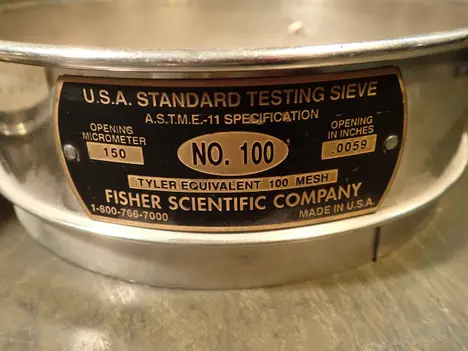 U.S.A. STANDARD TESTING SIEVE
A.S.T.M.E.-11 SPECIFICATION
OPENING
MICROMETER
150
NO. 100
OPENING
IN INCHES
.0059
TYLER EQUIVALENT 100 MESH
FISHER SCIENTIFIC COMPANY
1-800-766-7000
MADE IN U.S.A.